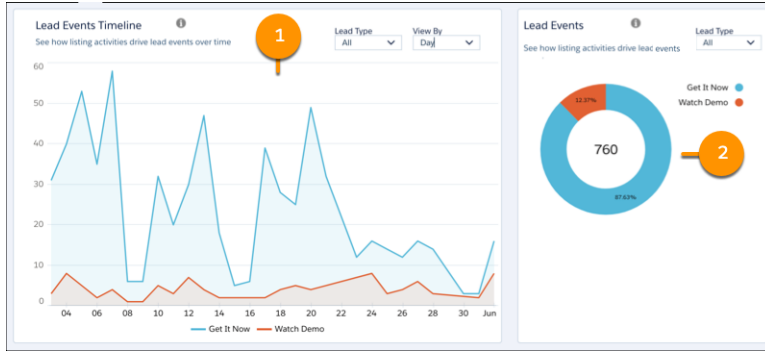 Lead Events Timeline
See how listing activities drive lead events over time
1
Lead Type
All
View By
Day
60
50
40
30
20
10
0
04 06 08 10 12 14 16 18 20 22 24 26 28 30 Jun
Get It Now Watch Demo
Lead Events
See how listing activities drive lead events
Lead Type
All
Get It Now
Watch Demo
12.37%
760
87.63%
2